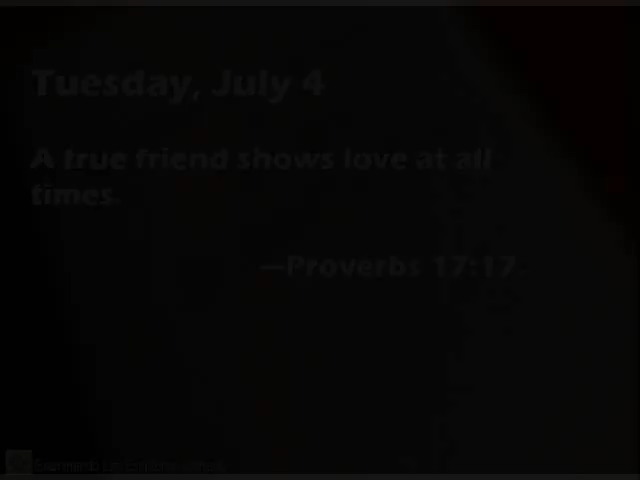 Tuesday, July 4
A true friend shows love at all
times.
—Proverbs 17:17.